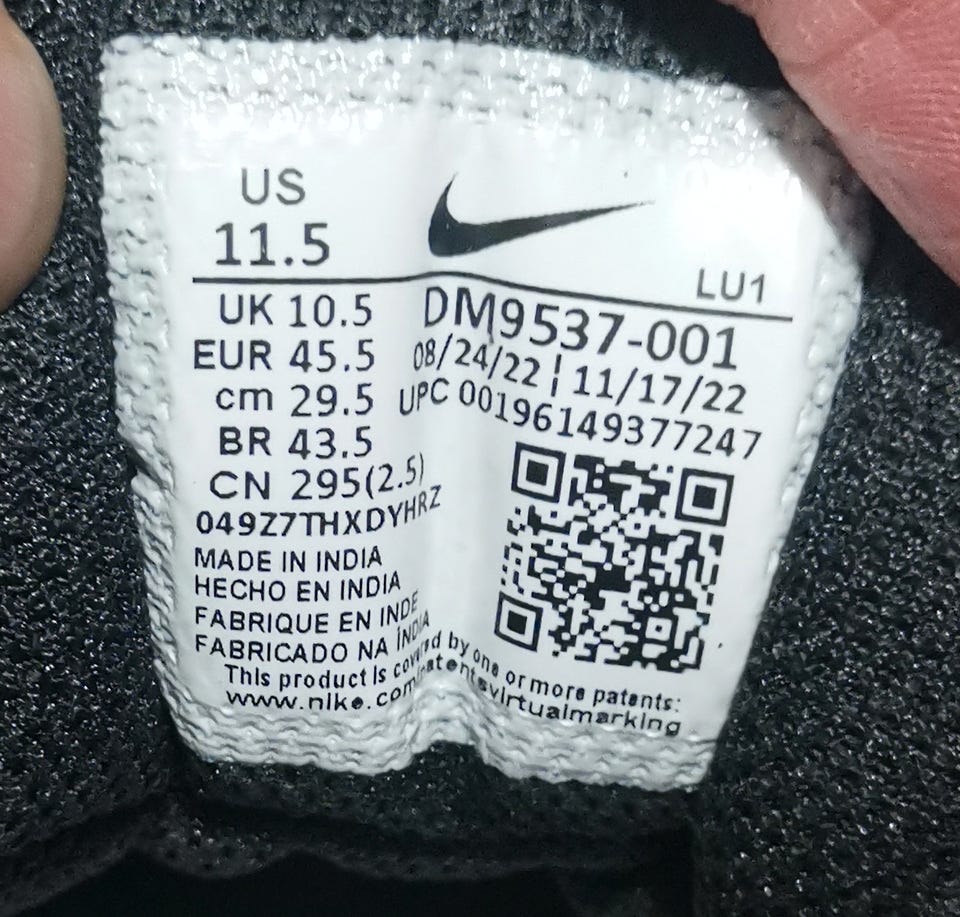 US
11.5
LU1
UK 10.5
EUR 45.5
cm 29.5
BR 43.5
CN 295(2.5)
DM9537-001
08/24/22 ¦ 11/17/22
UPC 00196149377247
049Z7THXDYHRZ
MADE IN INDIA
HECHO EN INDIA
FABRIQUE EN INDE
FABRICADO NA ÍNDIA
This product is covered by one or more patents:
www.nike.com/patentsvirtualmarking